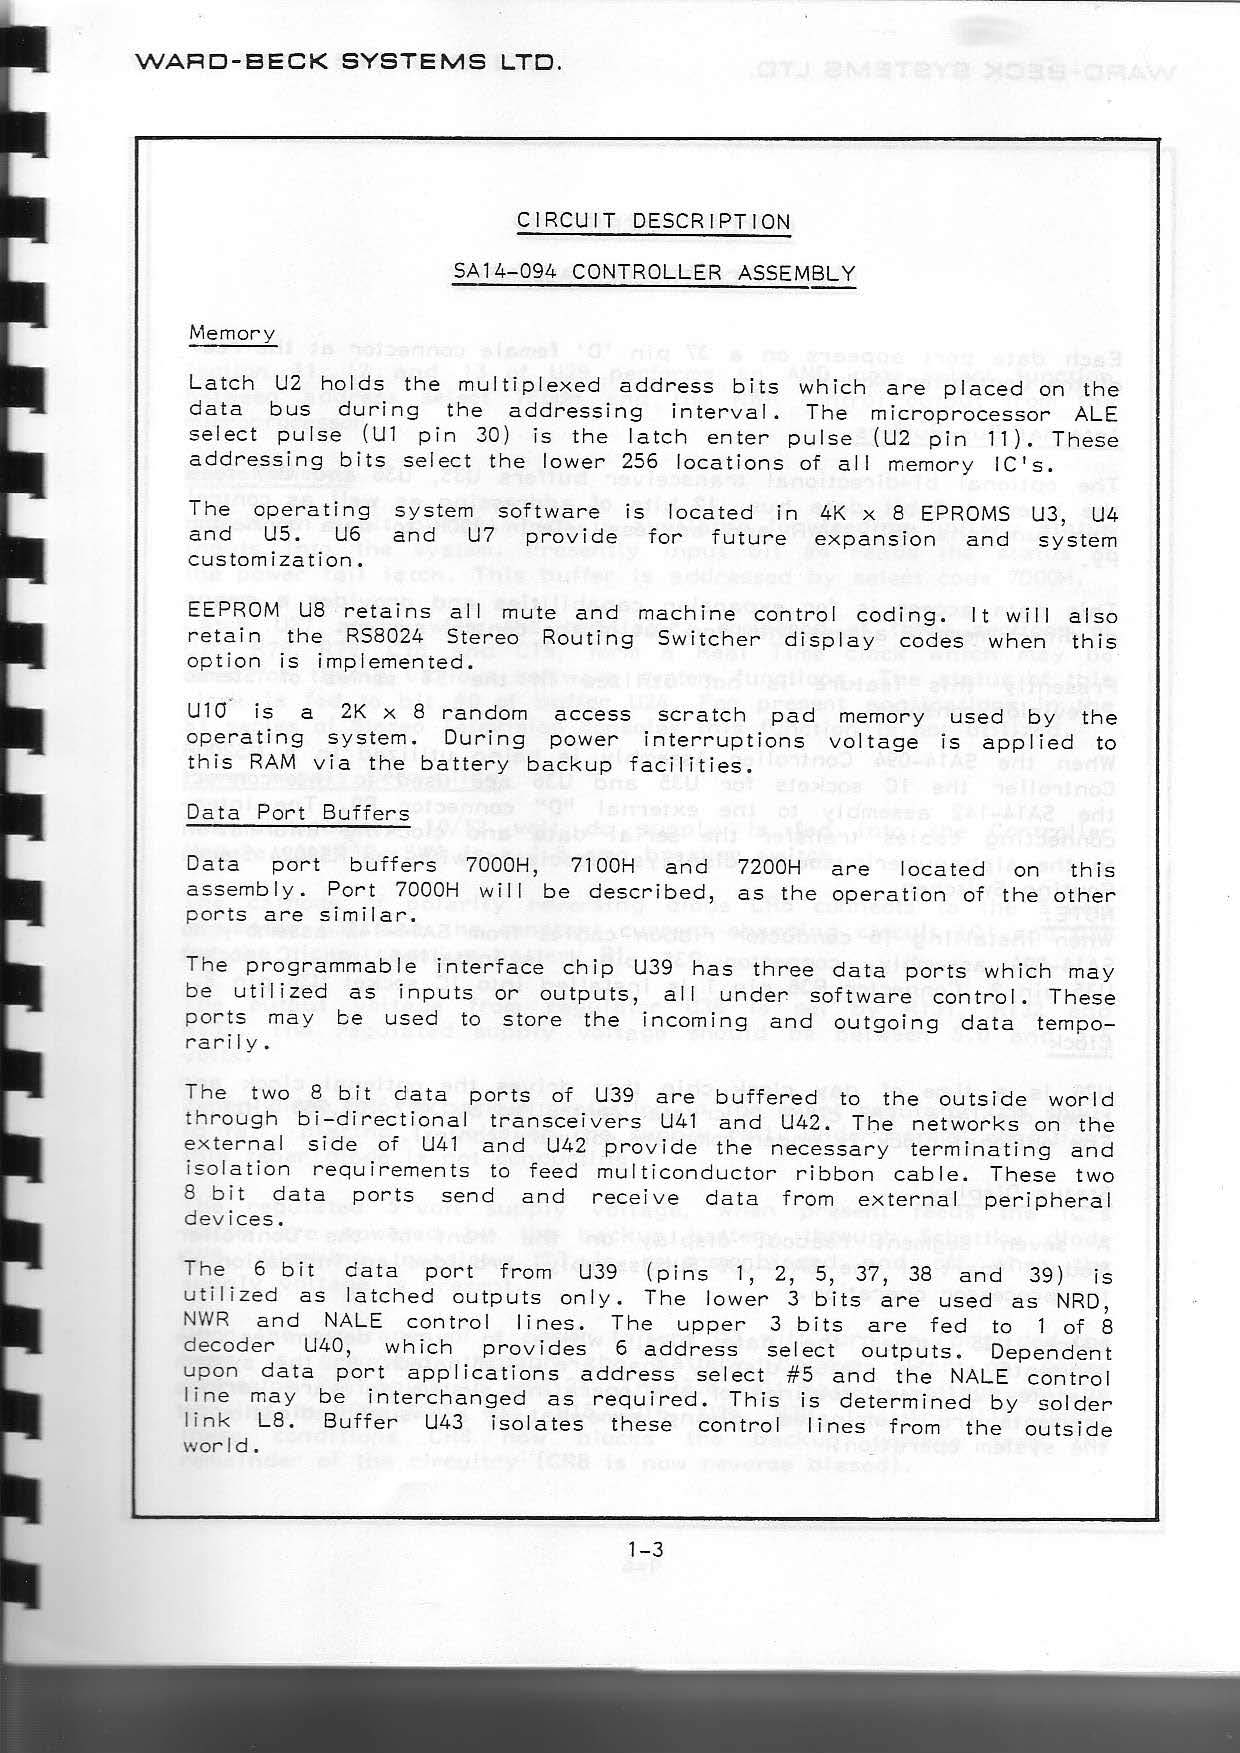 WARD-BECK SYSTEMS LTD.
CIRCUIT DESCRIPTION
SA14-094 CONTROLLER ASSEMBLY
Memory
Latch U2 holds the multiplexed address bits which are placed on the
data bus during the addressing interval. The microprocessor ALE
select pulse (U1 pin 30) is the latch enter pulse (U2 pin 11). These
addressing bits select the lower 256 locations of all memory IC's.
The operating system software is located in 4K x 8 EPROMS U3, U4
and U5. U6 and U7 provide for future expansion and system
customization.
EEPROM U8 retains all mute and machine control coding. It will also
retain the RS8024 Stereo Routing Switcher display codes when this
option is implemented.
U10 is a 2K x 8 random access scratch pad memory used by the
operating system. During power interruptions voltage is applied to
this RAM via the battery backup facilities.
Data Port Buffers
Data port buffers 7000H, 7100H and 7200H are located on this
assembly. Port 7000H will be described, as the operation of the other
ports are similar.
The programmable interface chip U39 has three data ports which may
be utilized as inputs or outputs, all under software control. These
ports may be used to store the incoming and outgoing data tempo-
rarily.
The two 8 bit data ports of U39 are buffered to the outside world
through bi-directional transceivers U41 and U42. The networks on the
external side of U41 and U42 provide the necessary terminating and
isolation requirements to feed multiconductor ribbon cable. These two
8 bit data ports send and receive data from external peripheral
devices.
The 6 bit data port from U39 (pins 1, 2, 5, 37, 38 and 39) is
utilized as latched outputs only. The lower 3 bits are used as NRD,
NWR and NALE control lines. The upper 3 bits are fed to 1 of 8
decoder U40, which provides 6 address select outputs. Dependent
upon data port applications address select #5 and the NALE control
line may be interchanged as required. This is determined by solder
link L8. Buffer U43 isolates these control lines from the outside
world.
1-3